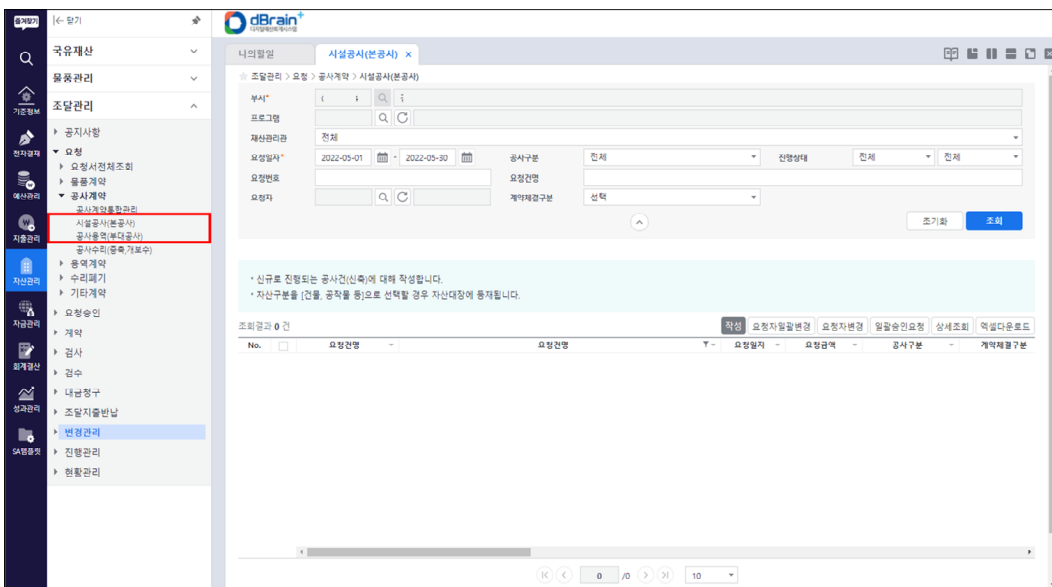 즐겨찾기
|← 닫기
dBrain+
디지털예산회계시스템
국유재산
물품관리
조달관리
공지사항
요청
요청서전체조회
물품계약
공사계약
공사계약통합관리
시설공사(본공사)
공사용역(부대공사)
공사수리(증축,개보수)
용역계약
수리폐기
기타계약
요청승인
계약
검사
검수
대금청구
조달지출반납
변경관리
진행관리
현황관리
기준정보
전자결재
예산관리
지출관리
자산관리
자금관리
회계결산
성과관리
SA템플릿
나의할일
시설공사(본공사) ×
조달관리 > 요청 > 공사계약 > 시설공사(본공사)
부서*
프로그램
재산관리관 전체
요청일자* 2022-05-01 - 2022-05-30 공사구분 전체 진행상태 전체 전체
요청번호 요청건명
요청자 계약체결구분 선택
초기화 조회
• 신규로 진행되는 공사건(신축)에 대해 작성합니다.
• 자산구분을 [건물, 공작물 등]으로 선택할 경우 자산대장에 등재됩니다.
조회결과 0 건
작성 요청자일괄변경 요청자변경 일괄승인요청 상세조회 엑셀다운로드
No. 요청건명 요청건명 요청일자 요청금액 공사구분 계약체결구분
0 /0 10